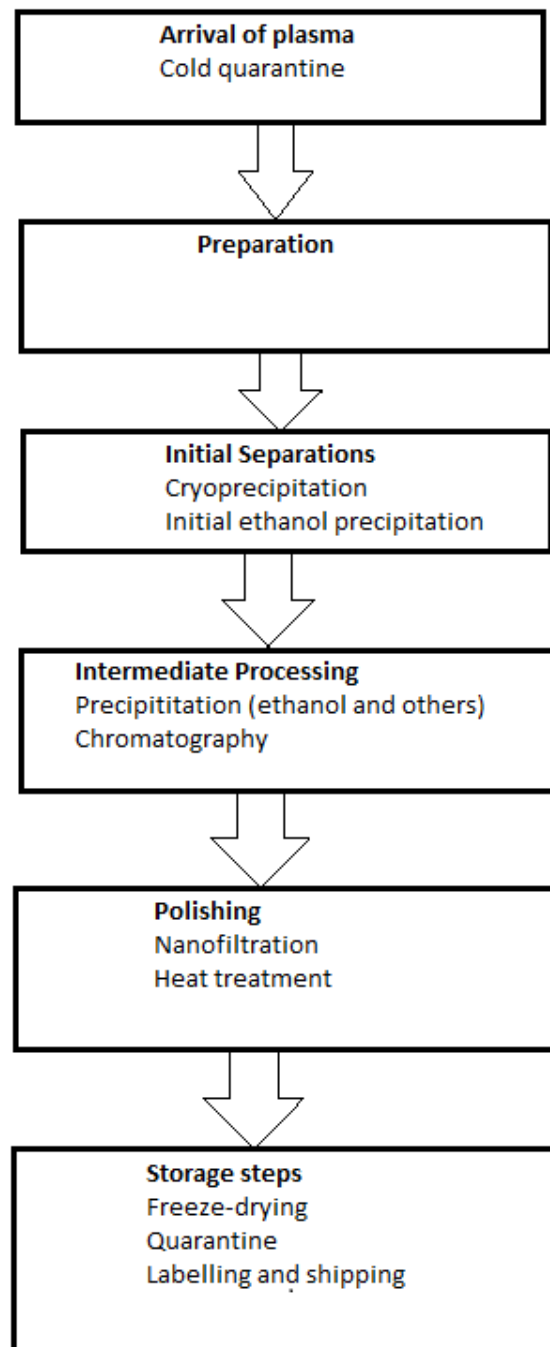 Arrival of plasma
Cold quarantine
Preparation
Initial Separations
Cryoprecipitation
Initial ethanol precipitation
Intermediate Processing
Precipititation (ethanol and others)
Chromatography
Polishing
Nanofiltration
Heat treatment
Storage steps
Freeze-drying
Quarantine
Labelling and shipping